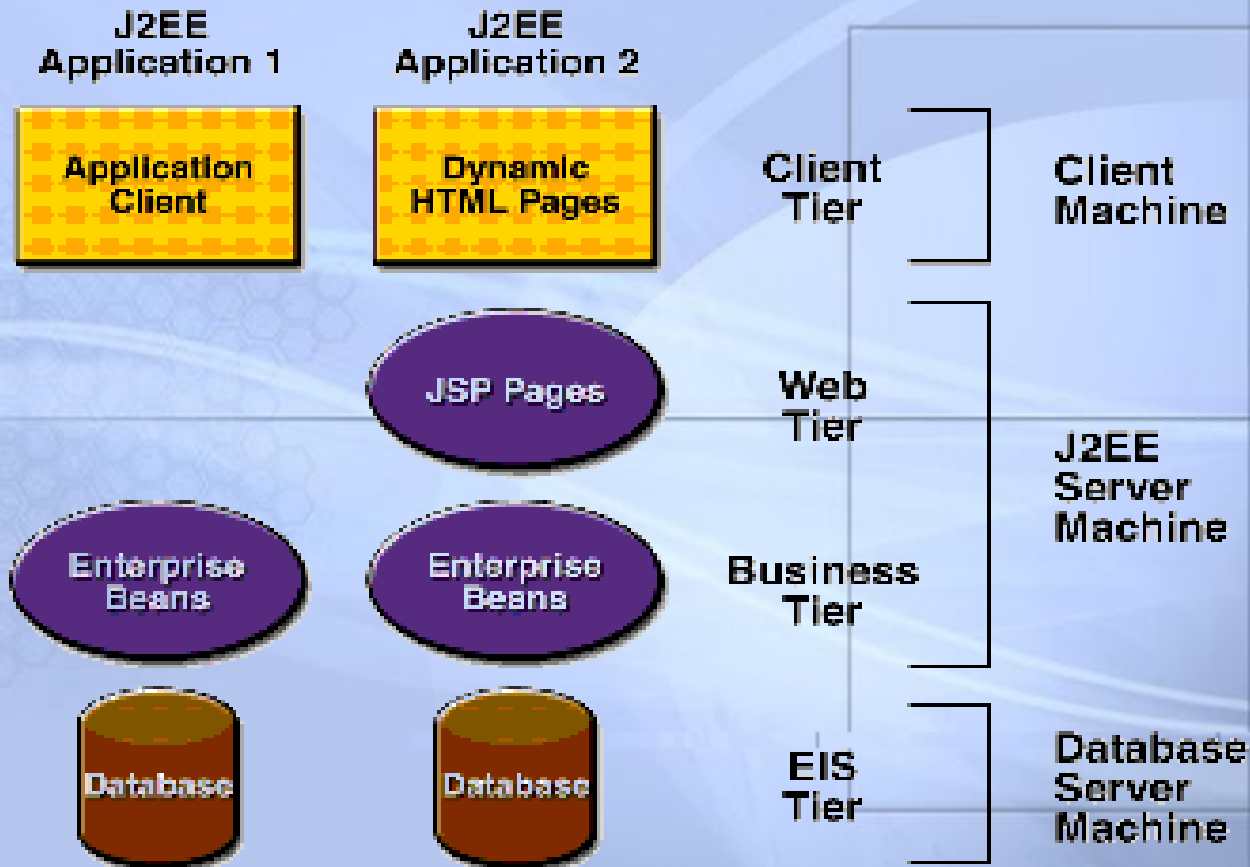 J2EE
Application 1
J2EE
Application 2
Application
Client
Dynamic
HTML Pages
Client
Tier
Client
Machine
JSP Pages
Web
Tier
J2EE
Server
Machine
Enterprise
Beans
Enterprise
Beans
Business
Tier
Database
Database
EIS
Tier
Database
Server
Machine